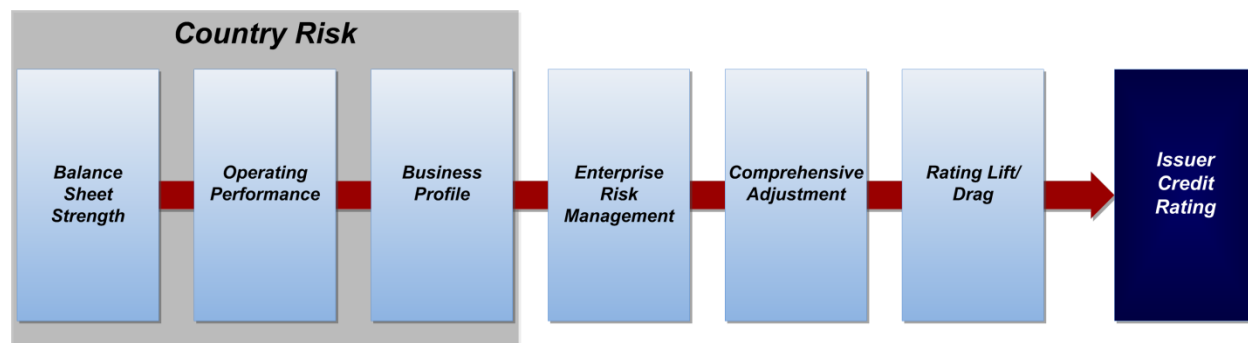 Country Risk
Balance
Sheet
Strength
Operating
Performance
Business
Profile
Enterprise
Risk
Management
Comprehensive
Adjustment
Rating Lift/
Drag
Issuer
Credit
Rating